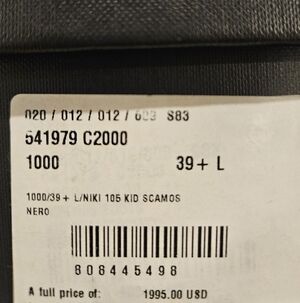 020 / 012 / 012 / 603 S83
541979 C2000
1000 39+ L
1000/39+ L/NIKI 105 KID SCAMOS
NERO
808445498
A full price of: 1995.00 USD